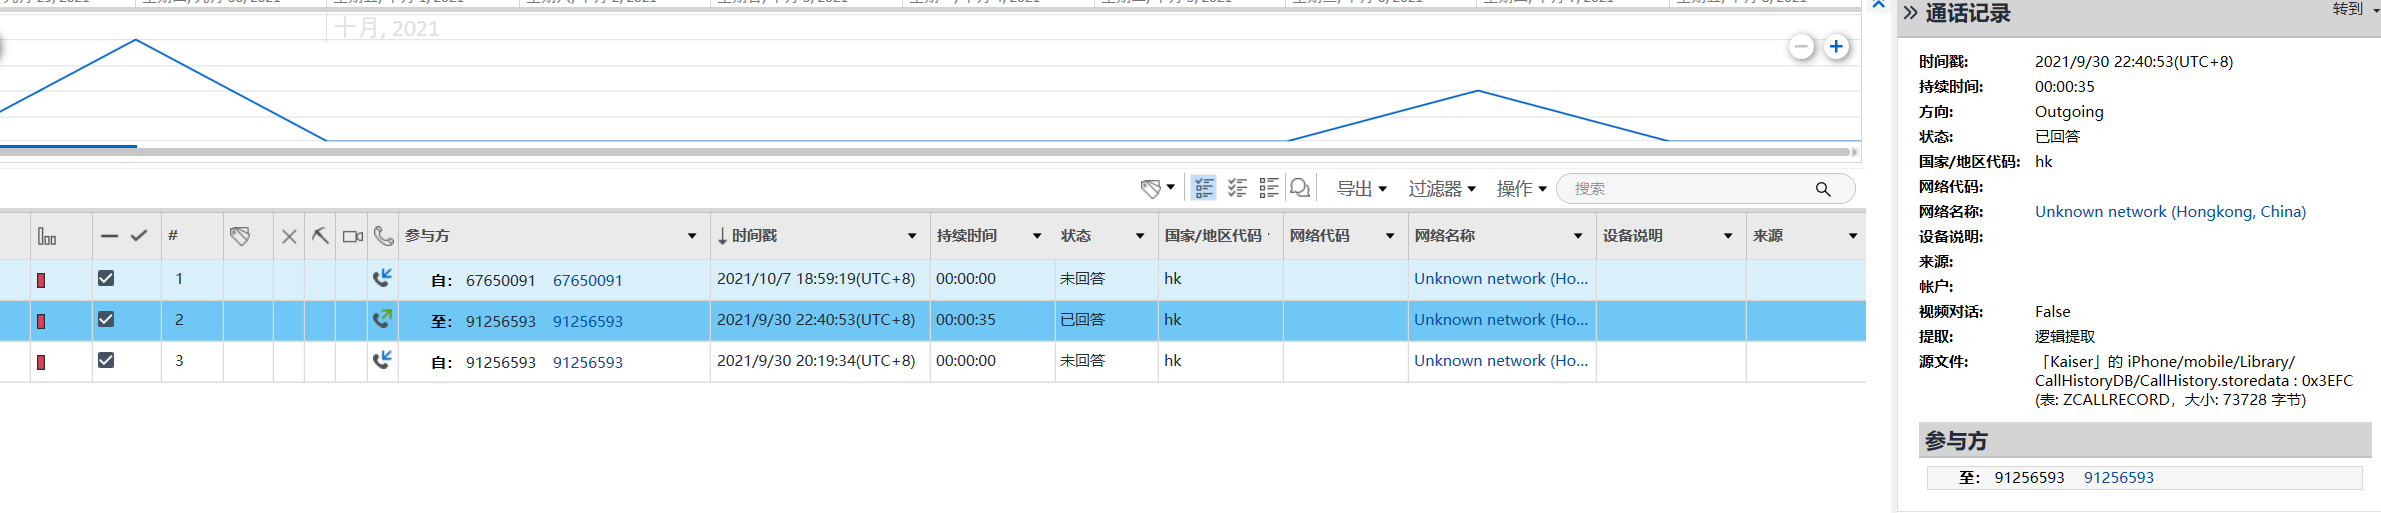 十月, 2021
导出
过滤器
操作
搜索
#
参与方
时间戳
持续时间
状态
国家/地区代码
网络代码
网络名称
设备说明
来源
1 自： 67650091 67650091 2021/10/7 18:59:19(UTC+8) 00:00:00 未回答 hk Unknown network (Ho...
2 至： 91256593 91256593 2021/9/30 22:40:53(UTC+8) 00:00:35 已回答 hk Unknown network (Ho...
3 自： 91256593 91256593 2021/9/30 20:19:34(UTC+8) 00:00:00 未回答 hk Unknown network (Ho...
通话记录
转到
时间戳: 2021/9/30 22:40:53(UTC+8)
持续时间: 00:00:35
方向: Outgoing
状态: 已回答
国家/地区代码: hk
网络代码:
网络名称: Unknown network (Hongkong, China)
设备说明:
来源:
帐户:
视频对话: False
提取: 逻辑提取
源文件: 「Kaiser」的 iPhone/mobile/Library/
CallHistoryDB/CallHistory.storedata : 0x3EFC
(表: ZCALLRECORD，大小: 73728 字节)
参与方
至： 91256593 91256593